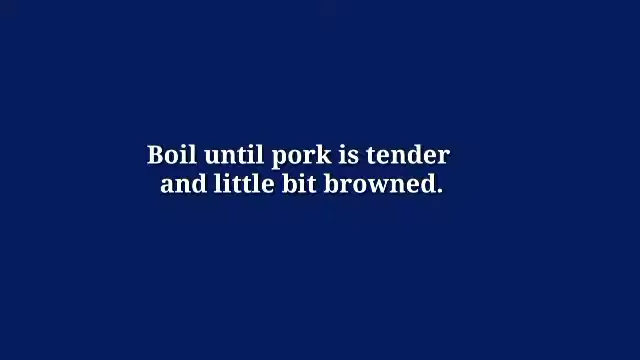 Boil until pork is tender
and little bit browned.